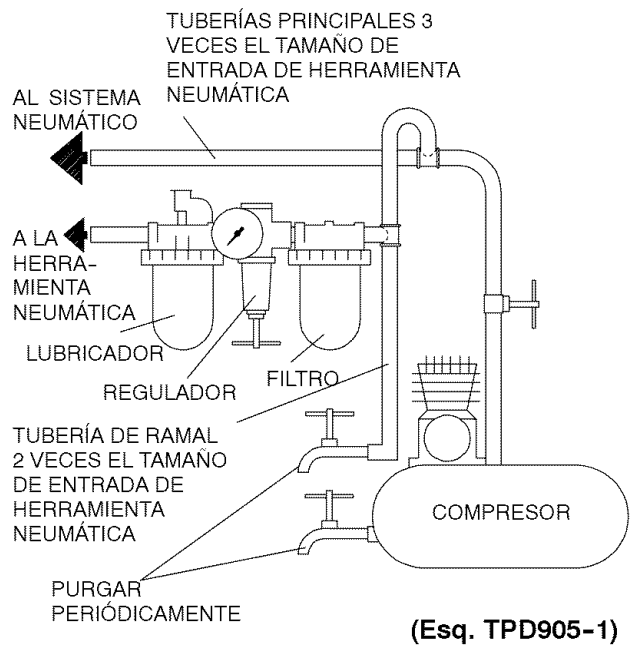 TUBERÍAS PRINCIPALES 3
VECES EL TAMAÑO DE
ENTRADA DE HERRAMIENTA
NEUMÁTICA
AL SISTEMA
NEUMÁTICO
A LA
HERRA-
MIENTA
NEUMÁTICA
LUBRICADOR
REGULADOR
FILTRO
TUBERÍA DE RAMAL
2 VECES EL TAMAÑO
DE ENTRADA DE
HERRAMIENTA
NEUMÁTICA
COMPRESOR
PURGAR
PERIÓDICAMENTE
(Esq. TPD905-1)